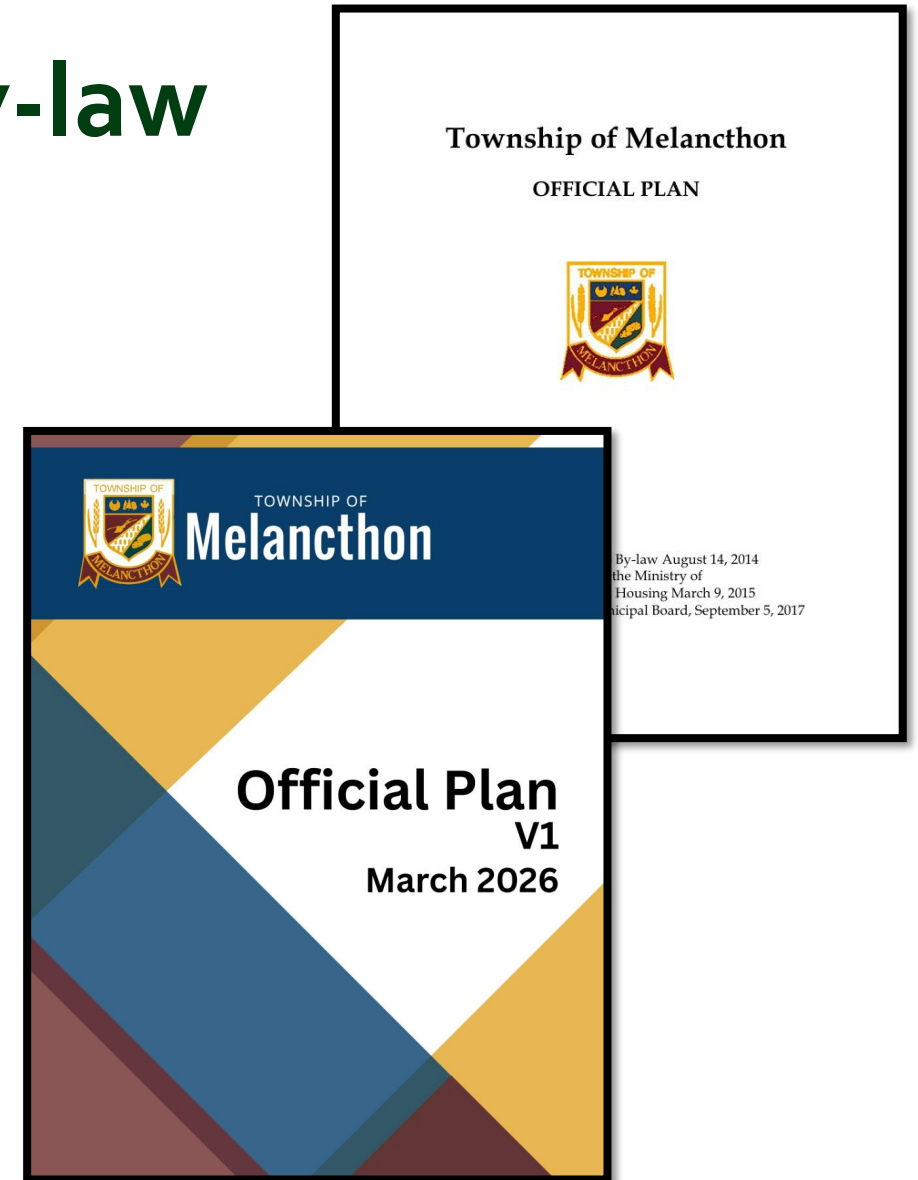 -law
Township of Melancthon
OFFICIAL PLAN
TOWNSHIP OF
MELANCTHON
By-law August 14, 2014
the Ministry of
Housing March 9, 2015
Board, September 5, 2017
TOWNSHIP OF
MELANCTHON
TOWNSHIP OF
Melancthon
Official Plan
V1
March 2026